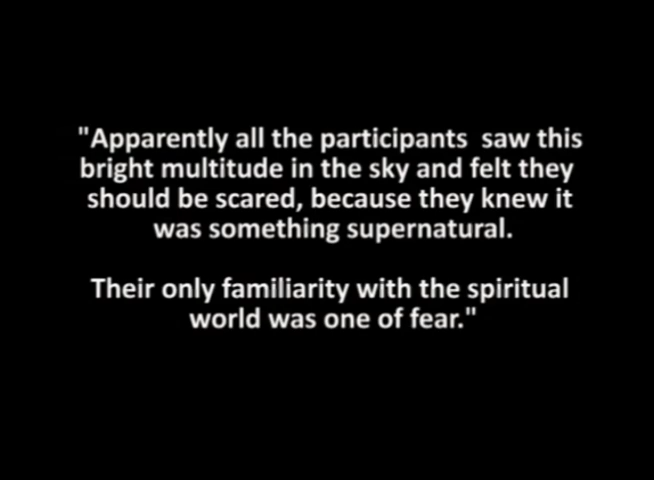 "Apparently all the participants  saw this
bright multitude in the sky and felt they
should be scared, because they knew it
was something supernatural.
Their only familiarity with the spiritual
world was one of fear."